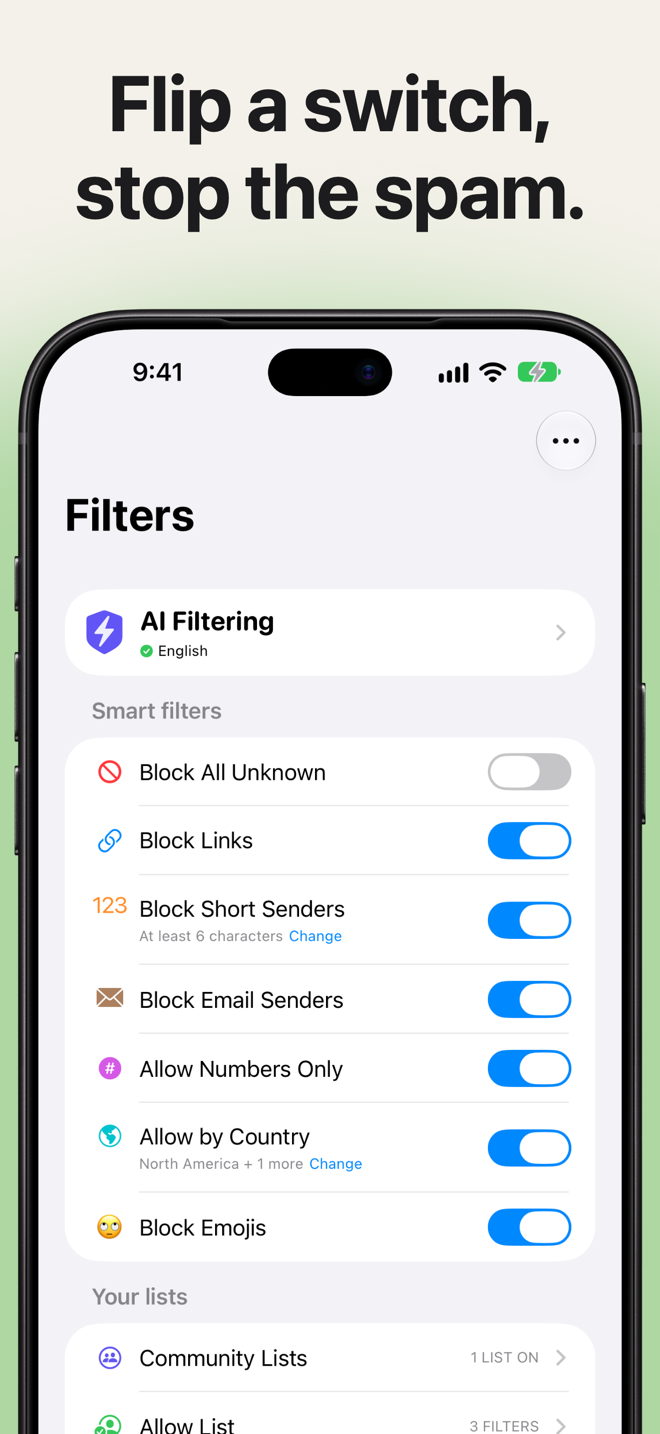 Flip a switch,
stop the spam.
9:41
Filters
AI Filtering
English
Smart filters
Block All Unknown
Block Links
123
Block Short Senders
At least 6 characters Change
Block Email Senders
#
Allow Numbers Only
Allow by Country
North America + 1 more Change
Block Emojis
Your lists
Community Lists
1 LIST ON
Allow List
3 FILTERS